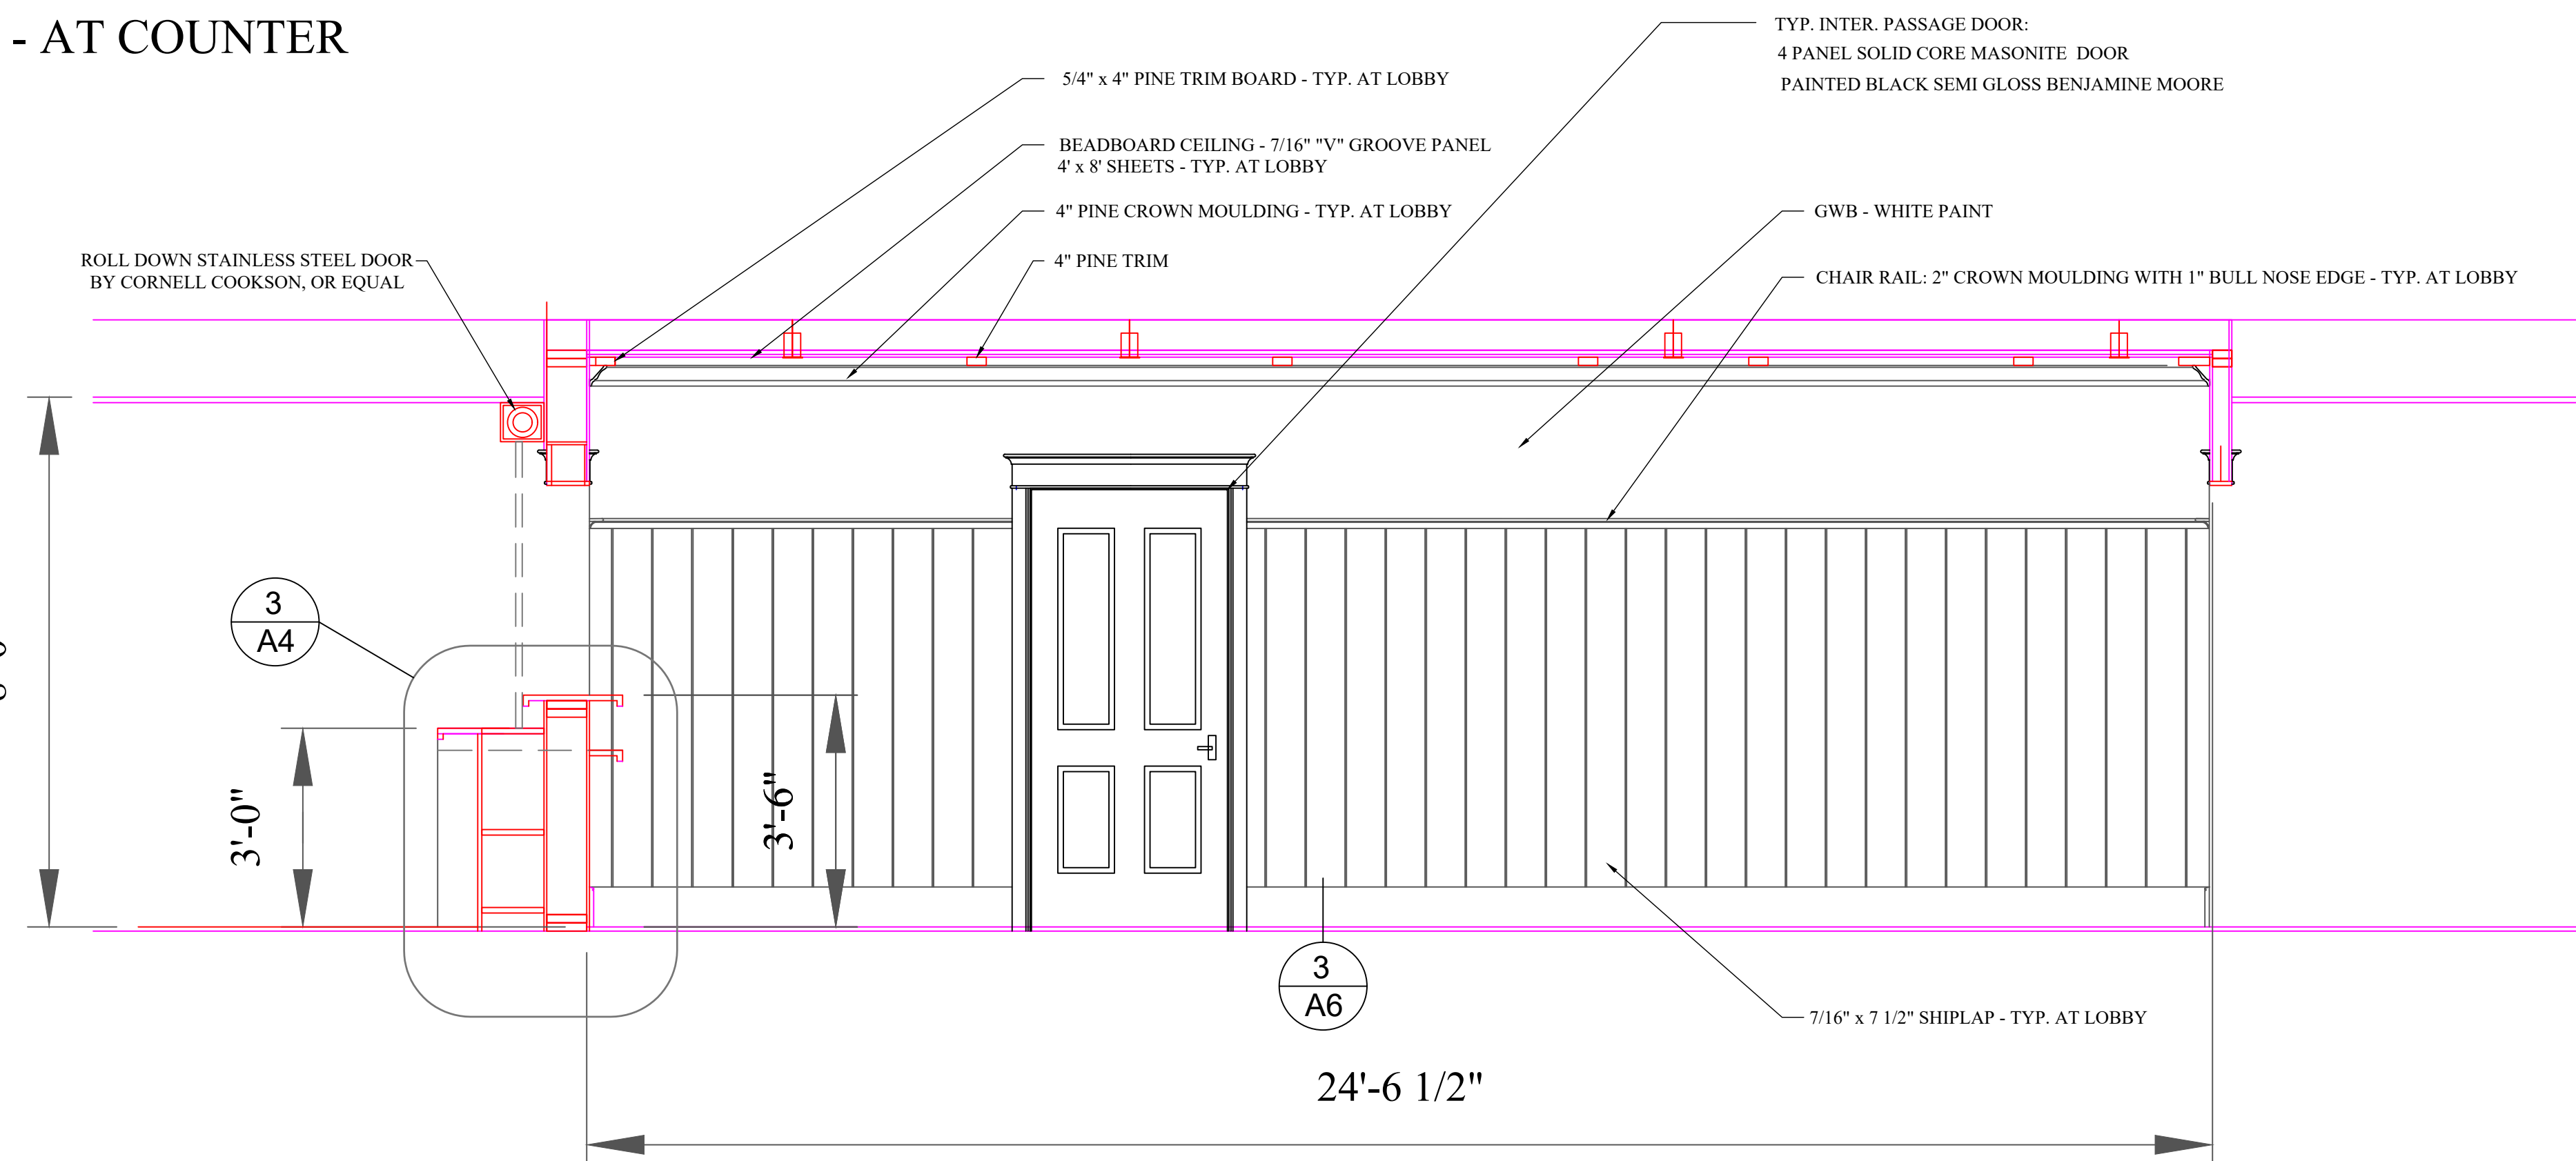 - AT COUNTER
TYP. INTER. PASSAGE DOOR:
4 PANEL SOLID CORE MASONITE DOOR
PAINTED BLACK SEMI GLOSS BENJAMINE MOORE
5/4" x 4" PINE TRIM BOARD - TYP. AT LOBBY
BEADBOARD CEILING - 7/16" "V" GROOVE PANEL
4' x 8' SHEETS - TYP. AT LOBBY
4" PINE CROWN MOULDING - TYP. AT LOBBY
4" PINE TRIM
GWB - WHITE PAINT
CHAIR RAIL: 2" CROWN MOULDING WITH 1" BULL NOSE EDGE - TYP. AT LOBBY
ROLL DOWN STAINLESS STEEL DOOR
BY CORNELL COOKSON, OR EQUAL
3
A4
3'-0"
3'-6"
3
A6
7/16" x 7 1/2" SHIPLAP - TYP. AT LOBBY
24'-6 1/2"